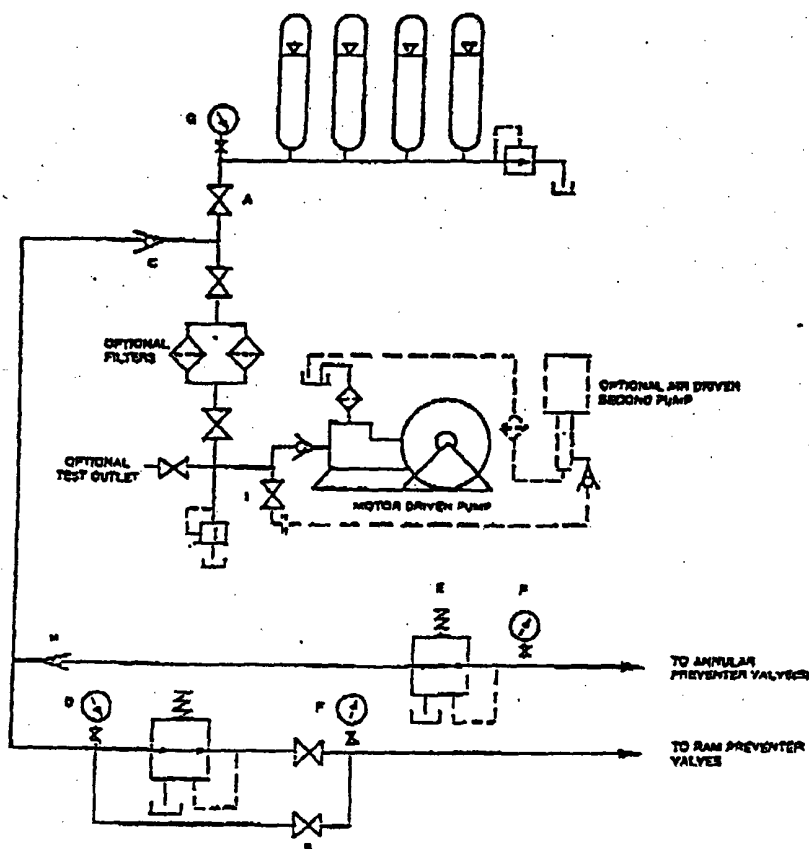 G
A
C
OPTIONAL
FILTERS
OPTIONAL AIR DRIVEN
SECOND PUMP
OPTIONAL
TEST OUTLET
I
MOTOR DRIVEN PUMP
E
F
H
TO ANNULAR
PREVENTER VALVE(S)
D
F
TO RAM PREVENTER
VALVES